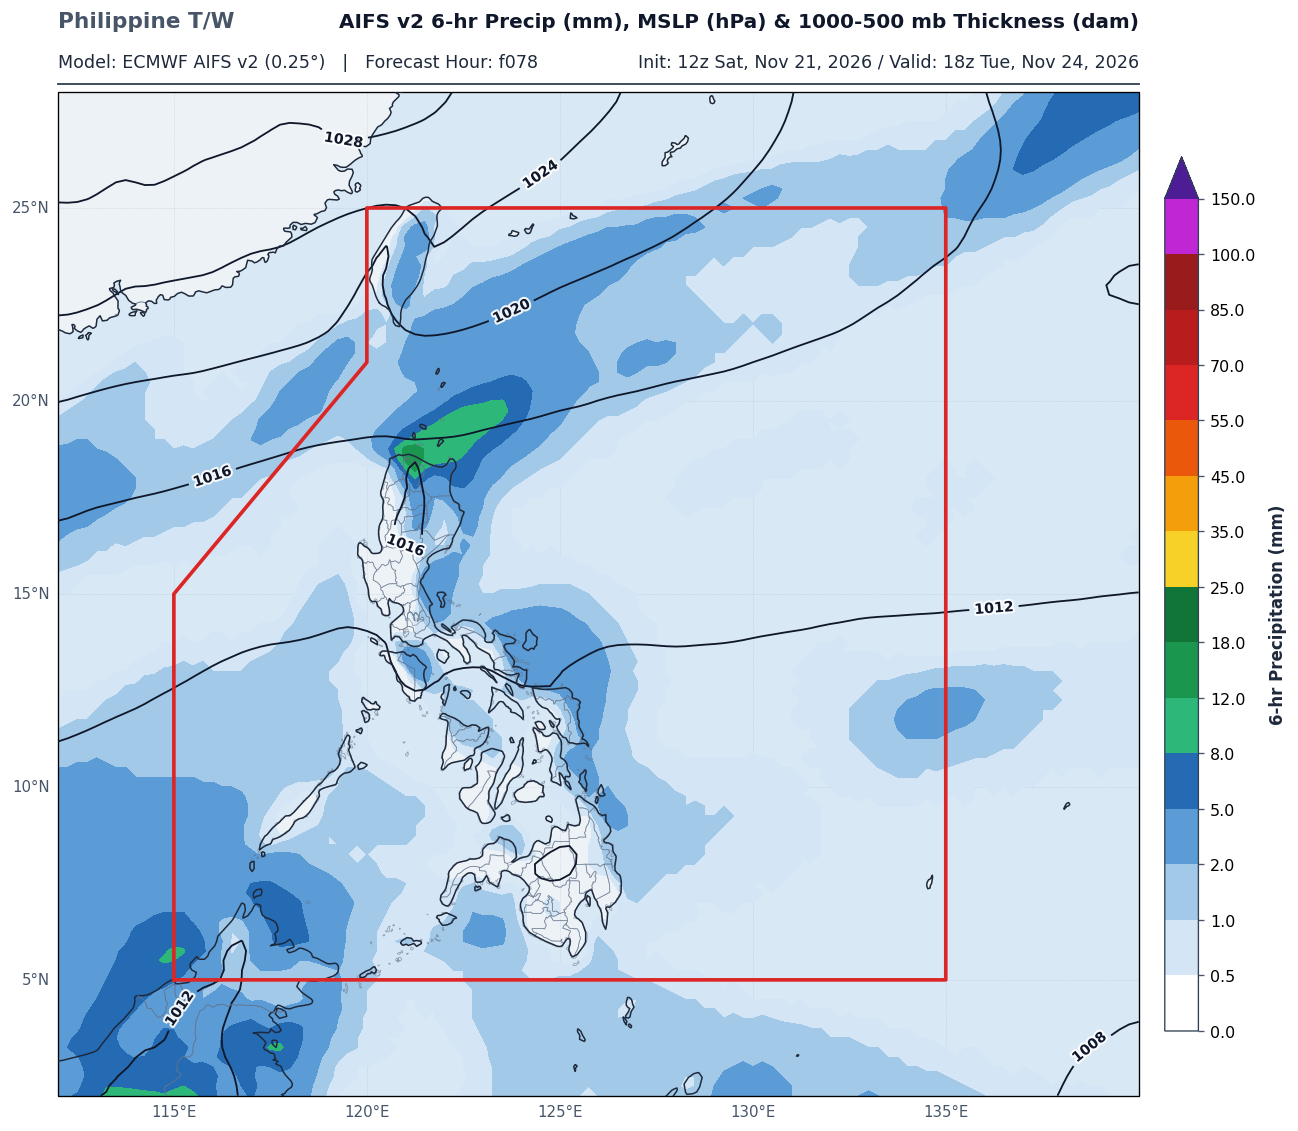 Philippine T/W
AIFS v2 6-hr Precip (mm), MSLP (hPa) & 1000-500 mb Thickness (dam)
Model: ECMWF AIFS v2 (0.25°)   |   Forecast Hour: f078
Init: 12z Sat, Nov 21, 2026 / Valid: 18z Tue, Nov 24, 2026
1028
1024
1020
1016
1016
1012
1012
1008
25°N
20°N
15°N
10°N
5°N
115°E
120°E
125°E
130°E
135°E
150.0
100.0
85.0
70.0
55.0
45.0
35.0
25.0
18.0
12.0
8.0
5.0
2.0
1.0
0.5
0.0
6-hr Precipitation (mm)